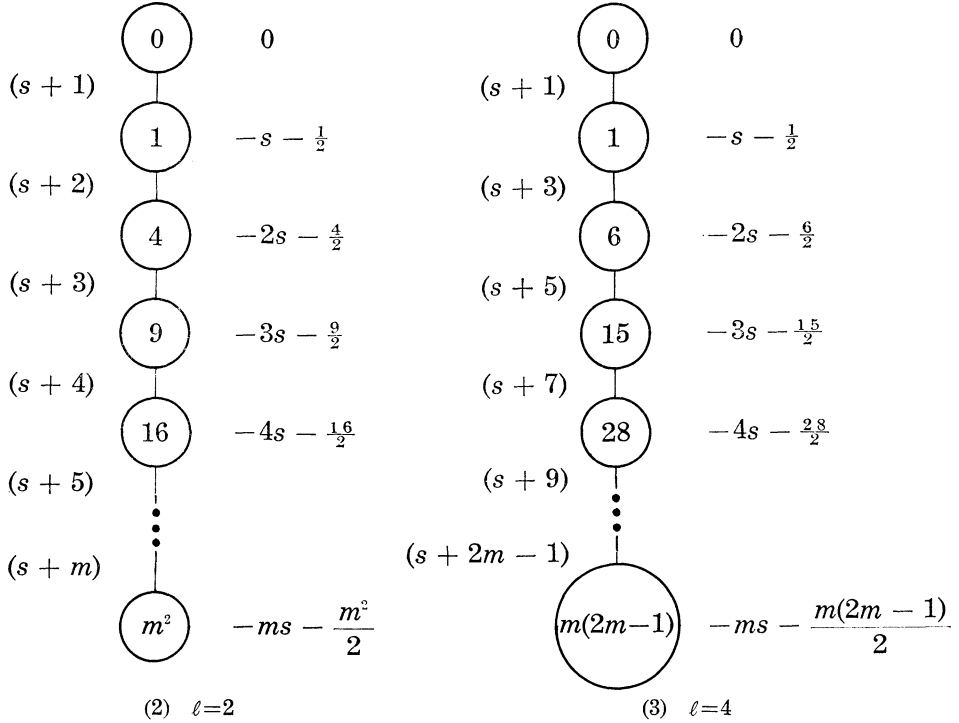 0 0
(s + 1)
1 −s − 1/2
(s + 2)
4 −2s − 4/2
(s + 3)
9 −3s − 9/2
(s + 4)
16 −4s − 16/2
(s + 5)
(s + m)
m² −ms − m²/2
(2) ℓ=2
0 0
(s + 1)
1 −s − 1/2
(s + 3)
6 −2s − 6/2
(s + 5)
15 −3s − 15/2
(s + 7)
28 −4s − 28/2
(s + 9)
(s + 2m − 1)
m(2m−1) −ms − m(2m − 1)/2
(3) ℓ=4